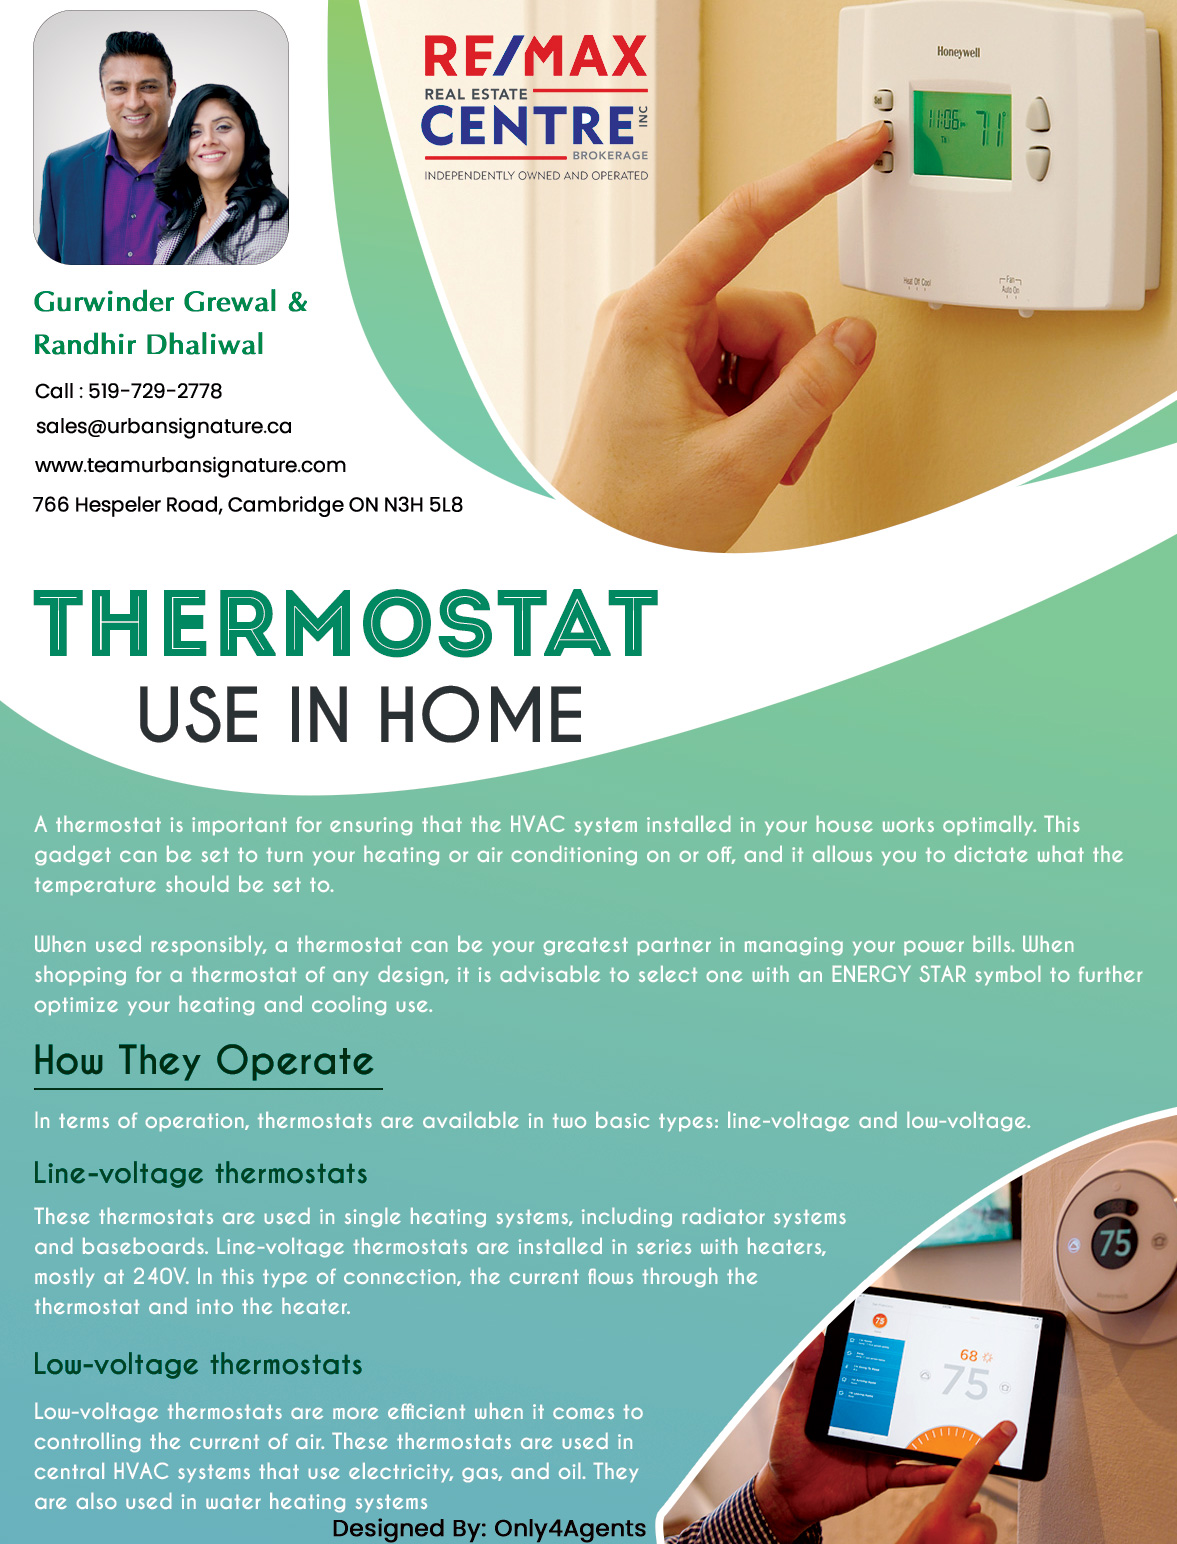 RE/MAX
REAL ESTATE
CENTRE INC
BROKERAGE
INDEPENDENTLY OWNED AND OPERATED
Honeywell
11:06
71°
Heat Off Cool
Fan
Auto On
Gurwinder Grewal &
Randhir Dhaliwal
Call : 519-729-2778
sales@urbansignature.ca
www.teamurbansignature.com
766 Hespeler Road, Cambridge ON N3H 5L8
THERMOSTAT
USE IN HOME
A thermostat is important for ensuring that the HVAC system installed in your house works optimally. This
gadget can be set to turn your heating or air conditioning on or off, and it allows you to dictate what the
temperature should be set to.
When used responsibly, a thermostat can be your greatest partner in managing your power bills. When
shopping for a thermostat of any design, it is advisable to select one with an ENERGY STAR symbol to further
optimize your heating and cooling use.
How They Operate
In terms of operation, thermostats are available in two basic types: line-voltage and low-voltage.
Line-voltage thermostats
These thermostats are used in single heating systems, including radiator systems
and baseboards. Line-voltage thermostats are installed in series with heaters,
mostly at 240V. In this type of connection, the current flows through the
thermostat and into the heater.
Low-voltage thermostats
Low-voltage thermostats are more efficient when it comes to
controlling the current of air. These thermostats are used in
central HVAC systems that use electricity, gas, and oil. They
are also used in water heating systems
75
Honeywell
75
68
75
Designed By: Only4Agents